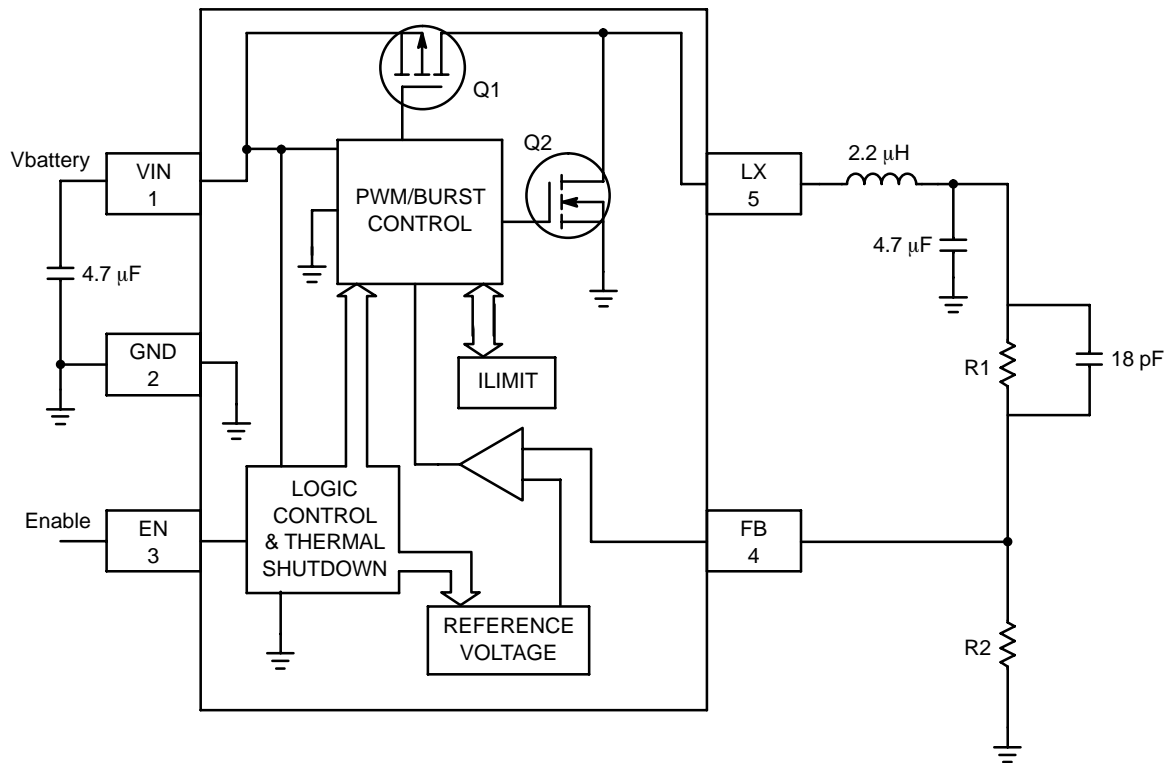 Q1
Q2
Vbattery
VIN
1
PWM/BURST
CONTROL
LX
5
2.2 μH
4.7 μF
4.7 μF
GND
2
ILIMIT
R1
18 pF
Enable
EN
3
LOGIC
CONTROL
& THERMAL
SHUTDOWN
FB
4
REFERENCE
VOLTAGE
R2